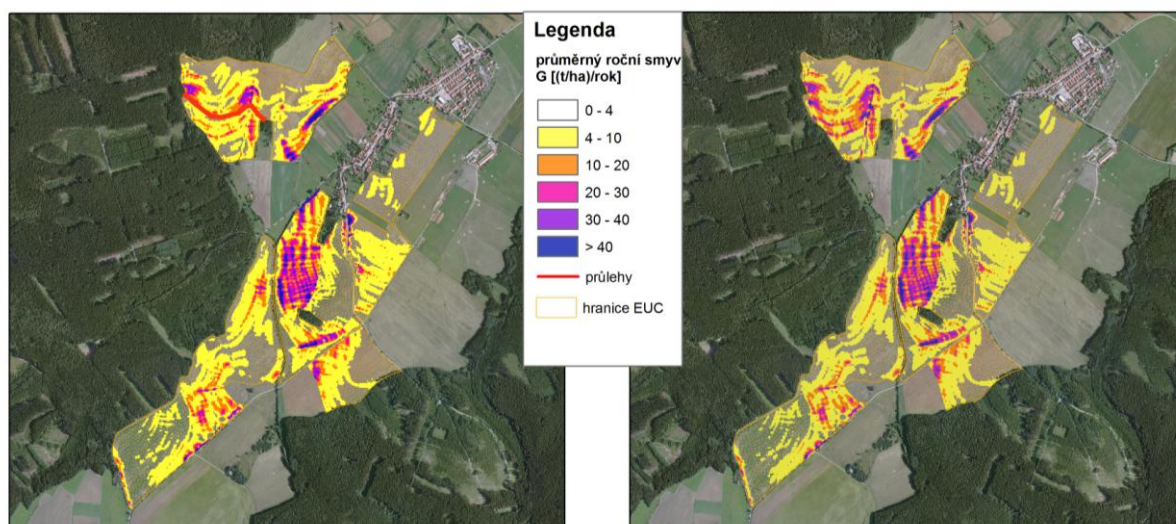 Legenda
průměrný roční smyv
G [(t/ha)/rok]
0 - 4
4 - 10
10 - 20
20 - 30
30 - 40
> 40
průlehy
hranice EUC